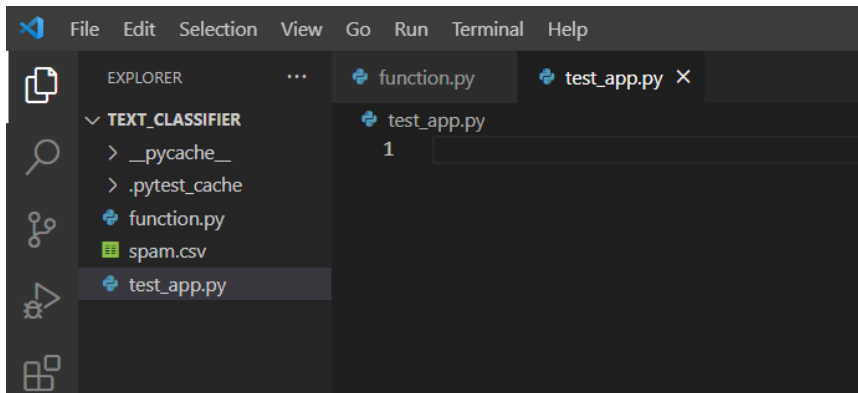 File Edit Selection View Go Run Terminal Help
EXPLORER ···
function.py test_app.py ×
TEXT_CLASSIFIER
test_app.py
> __pycache__
1
> .pytest_cache
function.py
spam.csv
test_app.py